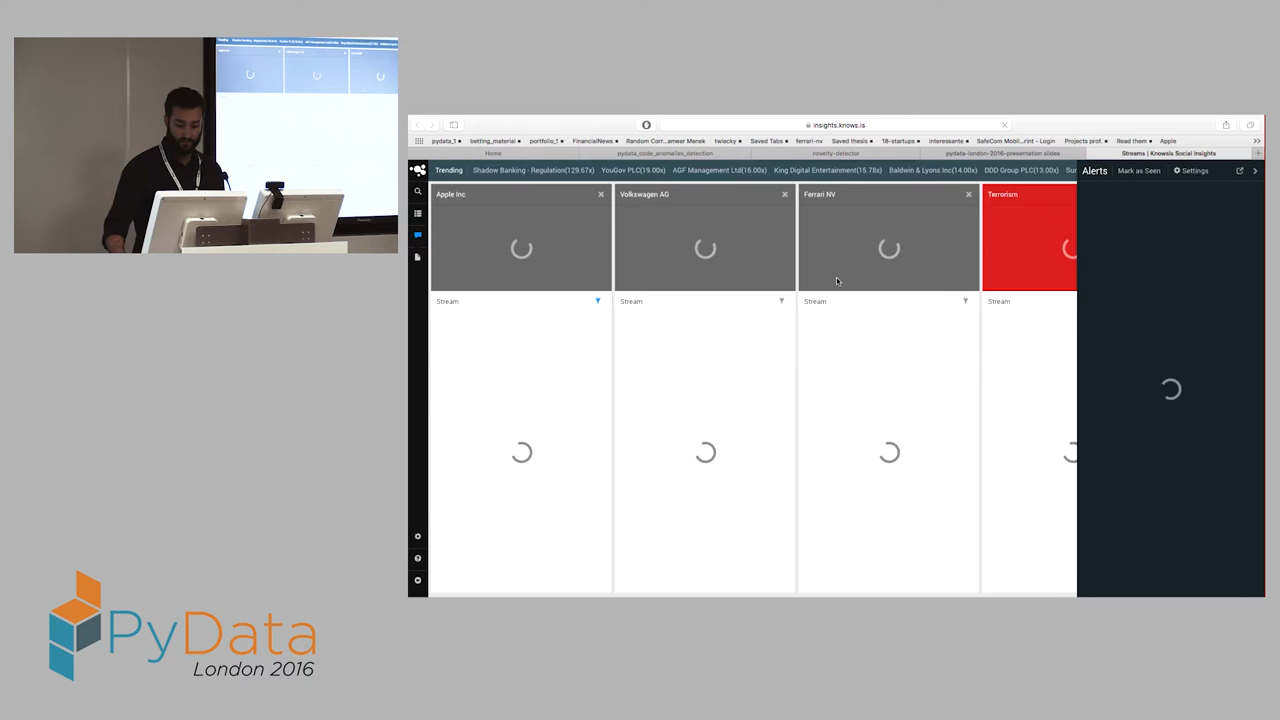 insights.knows.is
pydata_1 betting_material portfolio_1 FinancialNews Random Corr...ameer Manek twiecky Saved Tabs ferrari-nv Saved thesis 18-startups interessante SafeCom Mobil...rint - Login Projects prof. Read them Apple
Home pydata_code_anomalies_detection novelty-detector pydata-london-2016-presentation slides Streams | Knowsis Social insights
Trending Shadow Banking - Regulation(129.67x) YouGov PLC(19.00x) AGF Management Ltd(16.00x) King Digital Entertainment(15.78x) Baldwin & Lyons Inc(14.00x) DDD Group PLC(13.00x) Alerts Mark as Seen Settings
Apple Inc Volkswagen AG Ferrari NV Terrorism
Stream Stream Stream Stream
PyData
London 2016